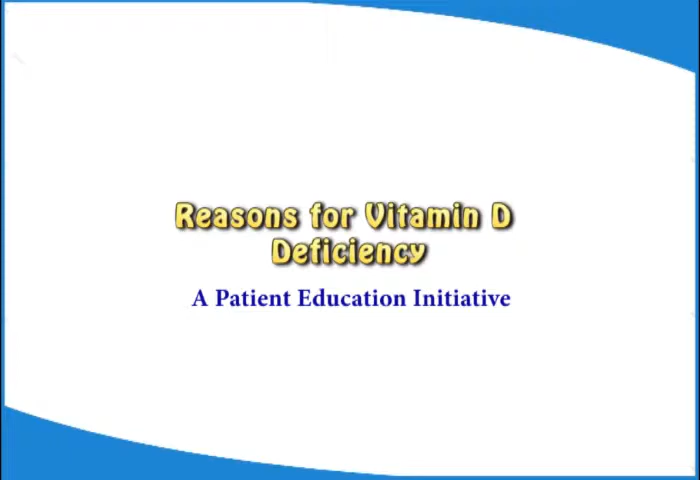 Reasons for Vitamin D
Deficiency
A Patient Education Initiative